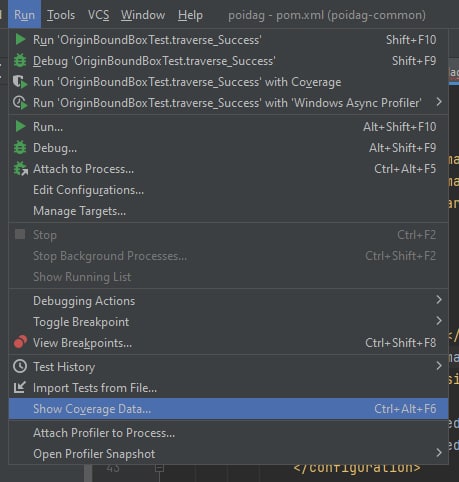 Run Tools VCS Window Help poidag - pom.xml (poidag-common)
Run 'OriginBoundBoxTest.traverse_Success' Shift+F10
Debug 'OriginBoundBoxTest.traverse_Success' Shift+F9
Run 'OriginBoundBoxTest.traverse_Success' with Coverage
Run 'OriginBoundBoxTest.traverse_Success' with 'Windows Async Profiler'
Run... Alt+Shift+F10
Debug... Alt+Shift+F9
Attach to Process... Ctrl+Alt+F5
Edit Configurations...
Manage Targets...
Stop Ctrl+F2
Stop Background Processes... Ctrl+Shift+F2
Show Running List
Debugging Actions
Toggle Breakpoint
View Breakpoints... Ctrl+Shift+F8
Test History
Import Tests from File...
Show Coverage Data... Ctrl+Alt+F6
Attach Profiler to Process...
Open Profiler Snapshot
43 </configuration>